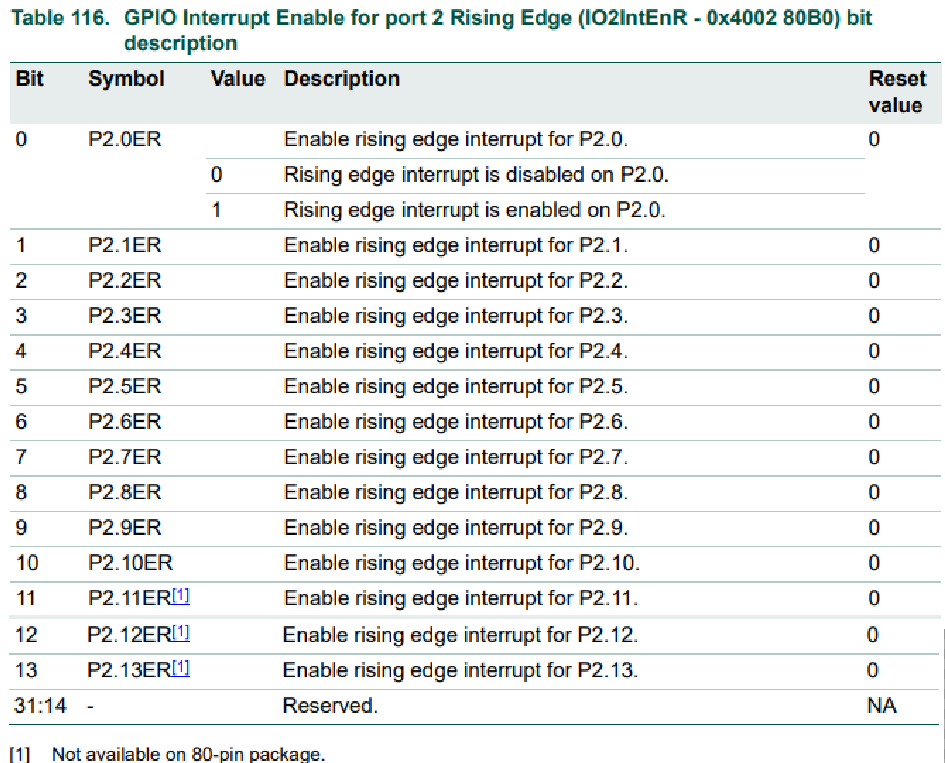 Table 116. GPIO Interrupt Enable for port 2 Rising Edge (IO2IntEnR - 0x4002 80B0) bit
description
Bit Symbol Value Description Reset
value
0 P2.0ER Enable rising edge interrupt for P2.0. 0
0 Rising edge interrupt is disabled on P2.0.
1 Rising edge interrupt is enabled on P2.0.
1 P2.1ER Enable rising edge interrupt for P2.1. 0
2 P2.2ER Enable rising edge interrupt for P2.2. 0
3 P2.3ER Enable rising edge interrupt for P2.3. 0
4 P2.4ER Enable rising edge interrupt for P2.4. 0
5 P2.5ER Enable rising edge interrupt for P2.5. 0
6 P2.6ER Enable rising edge interrupt for P2.6. 0
7 P2.7ER Enable rising edge interrupt for P2.7. 0
8 P2.8ER Enable rising edge interrupt for P2.8. 0
9 P2.9ER Enable rising edge interrupt for P2.9. 0
10 P2.10ER Enable rising edge interrupt for P2.10. 0
11 P2.11ER[1] Enable rising edge interrupt for P2.11. 0
12 P2.12ER[1] Enable rising edge interrupt for P2.12. 0
13 P2.13ER[1] Enable rising edge interrupt for P2.13. 0
31:14 - Reserved. NA
[1] Not available on 80-pin package.